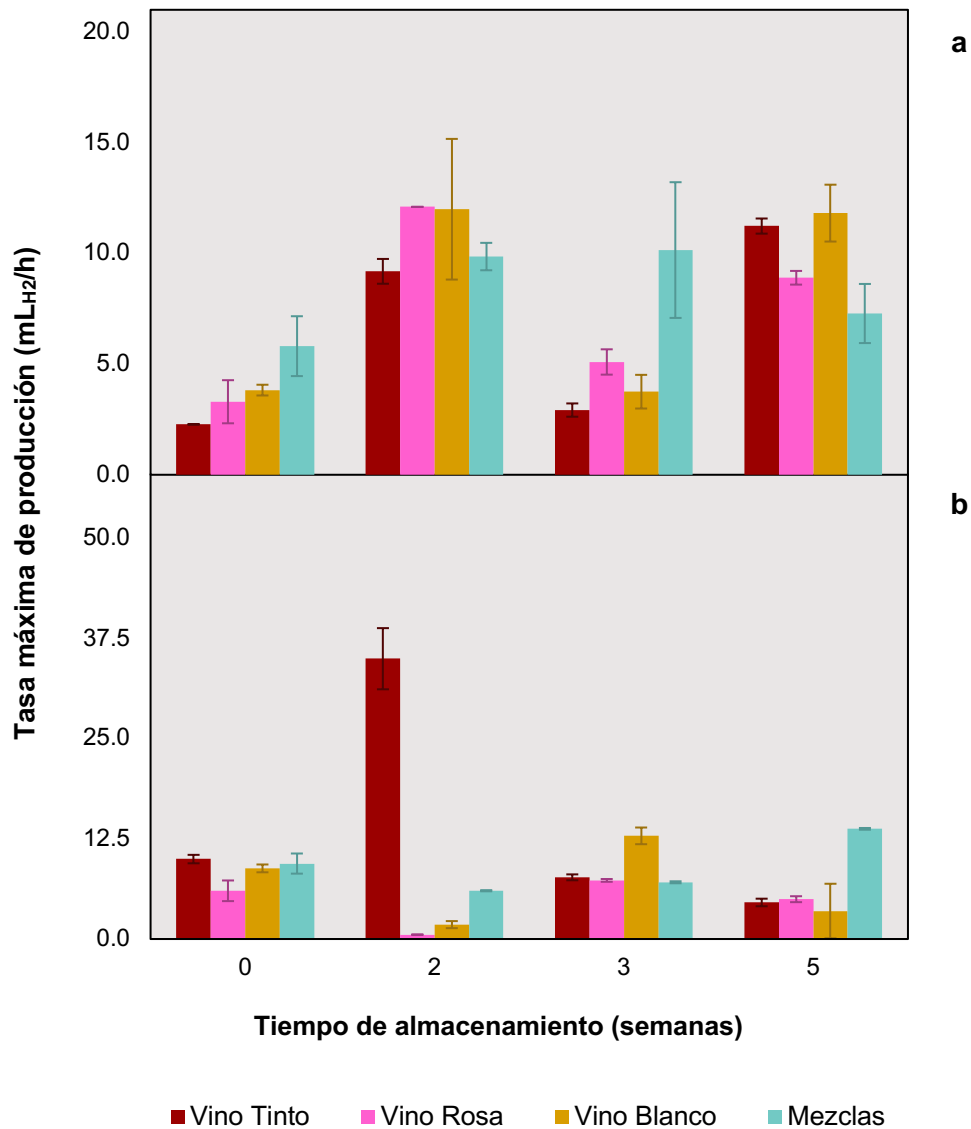 a
20.0
15.0
10.0
5.0
0.0
b
50.0
37.5
25.0
12.5
0.0
Tasa máxima de producción (mLH2/h)
0 2 3 5
Tiempo de almacenamiento (semanas)
Vino Tinto Vino Rosa Vino Blanco Mezclas